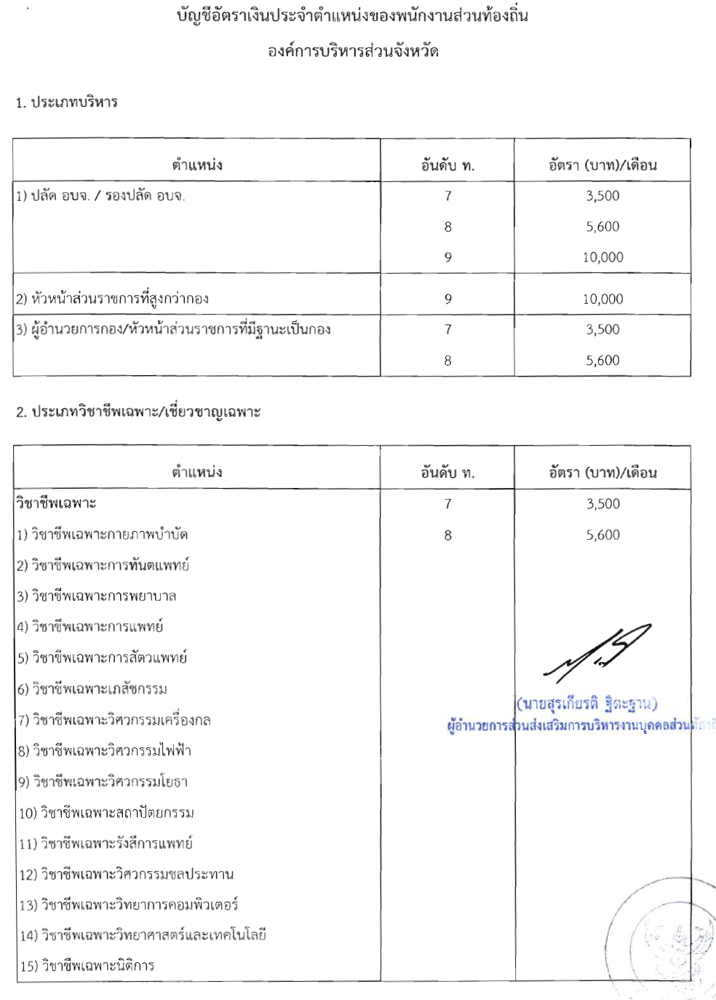 บัญชีอัตราเงินประจำตำแหน่งของพนักงานส่วนท้องถิ่น
องค์การบริหารส่วนจังหวัด
1. ประเภทบริหาร
ตำแหน่ง อันดับ ท. อัตรา (บาท)/เดือน
1) ปลัด อบจ. / รองปลัด อบจ. 7 3,500
8 5,600
9 10,000
2) หัวหน้าส่วนราชการที่สูงกว่ากอง 9 10,000
3) ผู้อำนวยการกอง/หัวหน้าส่วนราชการที่มีฐานะเป็นกอง 7 3,500
8 5,600
2. ประเภทวิชาชีพเฉพาะ/เชี่ยวชาญเฉพาะ
ตำแหน่ง อันดับ ท. อัตรา (บาท)/เดือน
วิชาชีพเฉพาะ 7 3,500
1) วิชาชีพเฉพาะกายภาพบำบัด 8 5,600
2) วิชาชีพเฉพาะการทันตแพทย์
3) วิชาชีพเฉพาะการพยาบาล
4) วิชาชีพเฉพาะการแพทย์
5) วิชาชีพเฉพาะการสัตวแพทย์
6) วิชาชีพเฉพาะเภสัชกรรม
(นายสุรเกียรติ ฐิตะฐาน)
7) วิชาชีพเฉพาะวิศวกรรมเครื่องกล
ผู้อำนวยการส่วนส่งเสริมการบริหารงานบุคคลส่วน
8) วิชาชีพเฉพาะวิศวกรรมไฟฟ้า
9) วิชาชีพเฉพาะวิศวกรรมโยธา
10) วิชาชีพเฉพาะสถาปัตยกรรม
11) วิชาชีพเฉพาะรังสีการแพทย์
12) วิชาชีพเฉพาะวิศวกรรมชลประทาน
13) วิชาชีพเฉพาะวิทยาการคอมพิวเตอร์
14) วิชาชีพเฉพาะวิทยาศาสตร์และเทคโนโลยี
15) วิชาชีพเฉพาะนิติการ